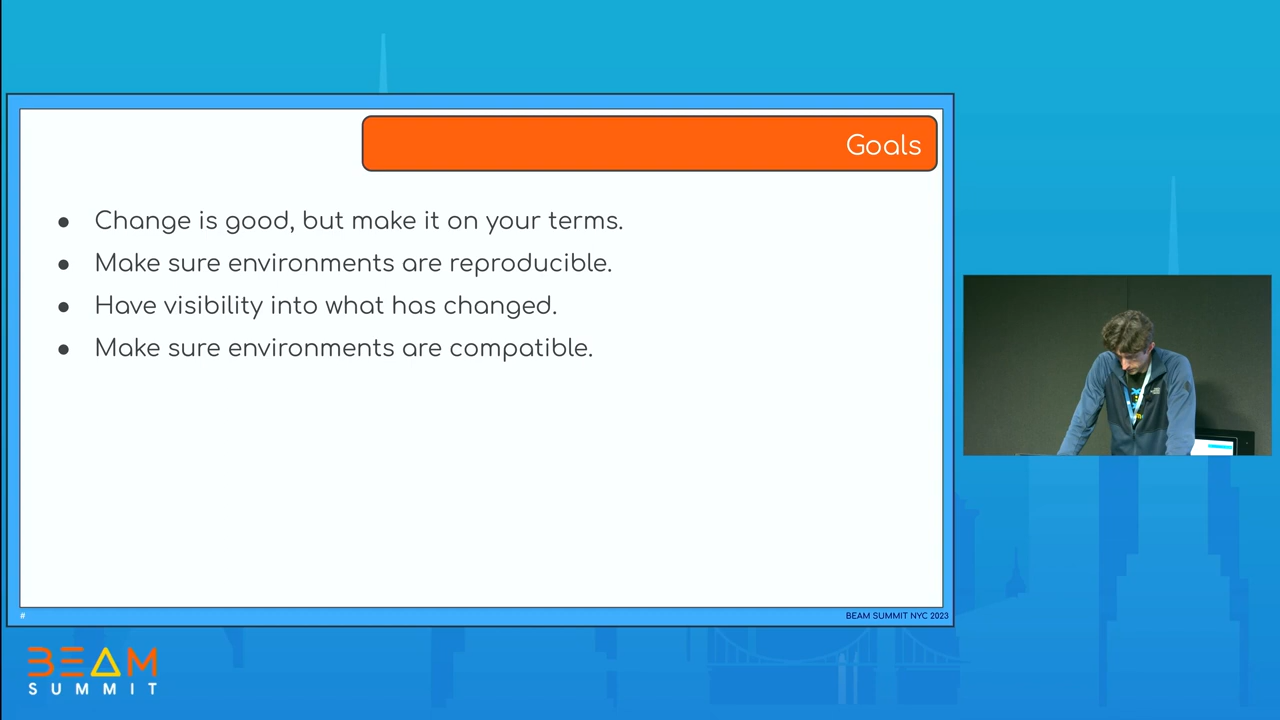 Goals
● Change is good, but make it on your terms.
● Make sure environments are reproducible.
● Have visibility into what has changed.
● Make sure environments are compatible.
#
BEAM SUMMIT NYC 2023
BEAM
SUMMIT